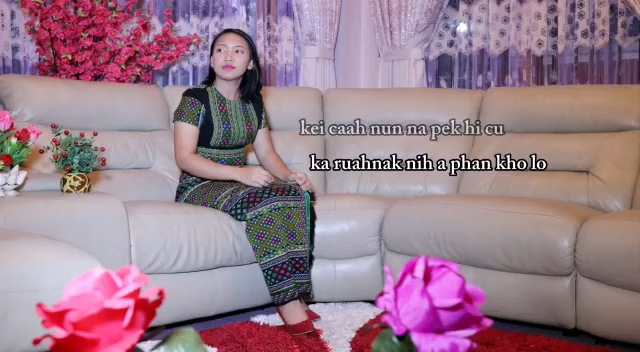 kei caah nun na pek hi cu
ka ruahnak nih a phan kho lo